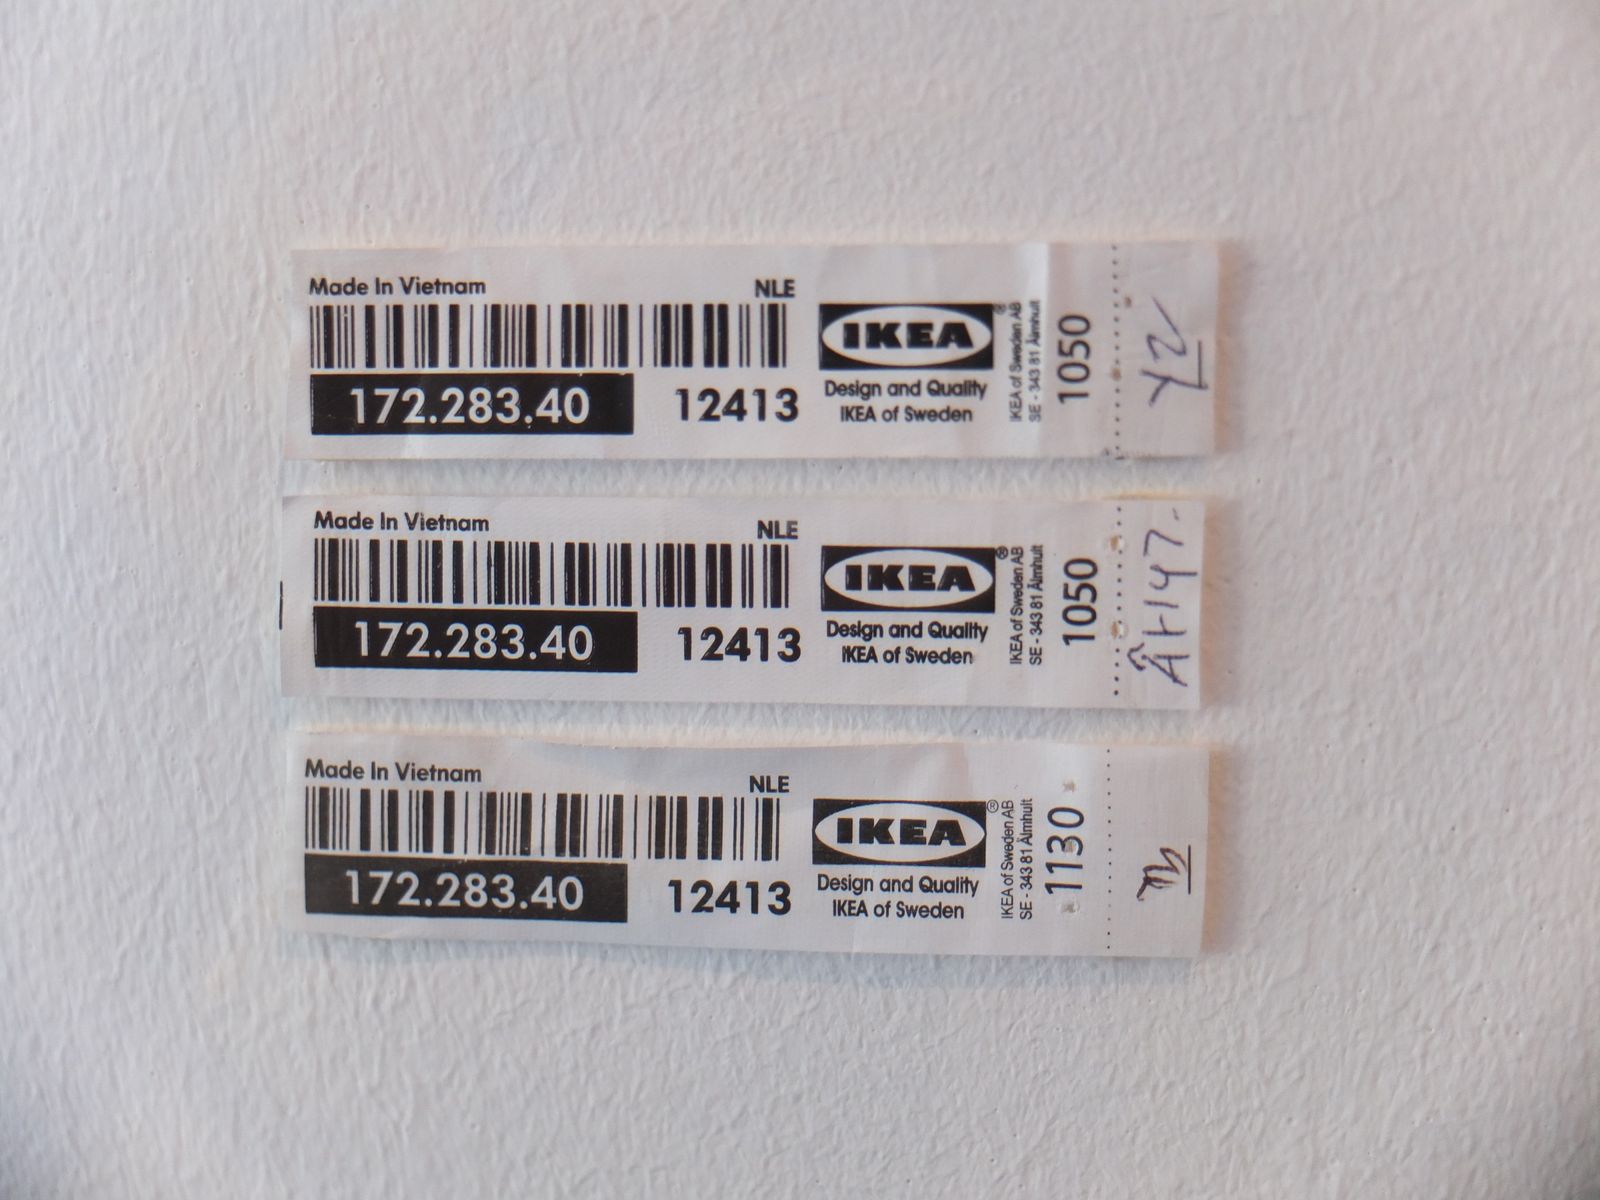 Made In Vietnam NLE
172.283.40 12413
IKEA®
Design and Quality
IKEA of Sweden
IKEA of Sweden AB
SE - 343 81 Älmhult
1050
Made In Vietnam NLE
172.283.40 12413
IKEA®
Design and Quality
IKEA of Sweden
IKEA of Sweden AB
SE - 343 81 Älmhult
1050
Made In Vietnam NLE
172.283.40 12413
IKEA®
Design and Quality
IKEA of Sweden
IKEA of Sweden AB
SE - 343 81 Älmhult
1130